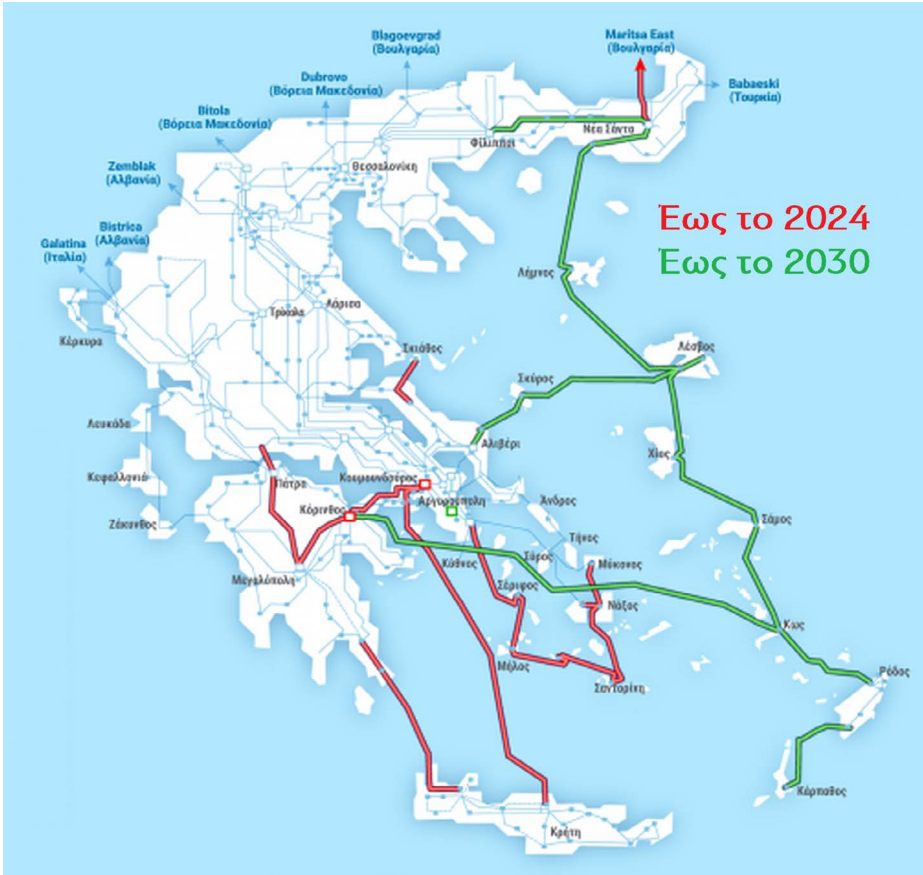 Maritsa East
(Βουλγαρία)
Blagoevgrad
(Βουλγαρία)
Dubrovo
(Βόρεια Μακεδονία)
Babaeski
(Τουρκία)
Bitola
(Βόρεια Μακεδονία)
Νέα Σάντα
Φίλιπποι
Θεσσαλονίκη
Zemblak
(Αλβανία)
Έως το 2024
Bistrica
(Αλβανία)
Galatina
(Ιταλία)
Έως το 2030
Λήμνος
Λάρισα
Τρίκαλα
Κέρκυρα
Σκιάθος
Λέσβος
Σκύρος
Λευκάδα
Αλιβέρι
Χίος
Κεφαλλονιά
Πάτρα
Κουμουνδούρος
Αργυρούπολη
Άνδρος
Κόρινθος
Ζάκυνθος
Σάμος
Τήνος
Σύρος
Κύθνος
Μύκονος
Μεγαλόπολη
Σέριφος
Νάξος
Κως
Μήλος
Σαντορίνη
Ρόδος
Κάρπαθος
Κρήτη